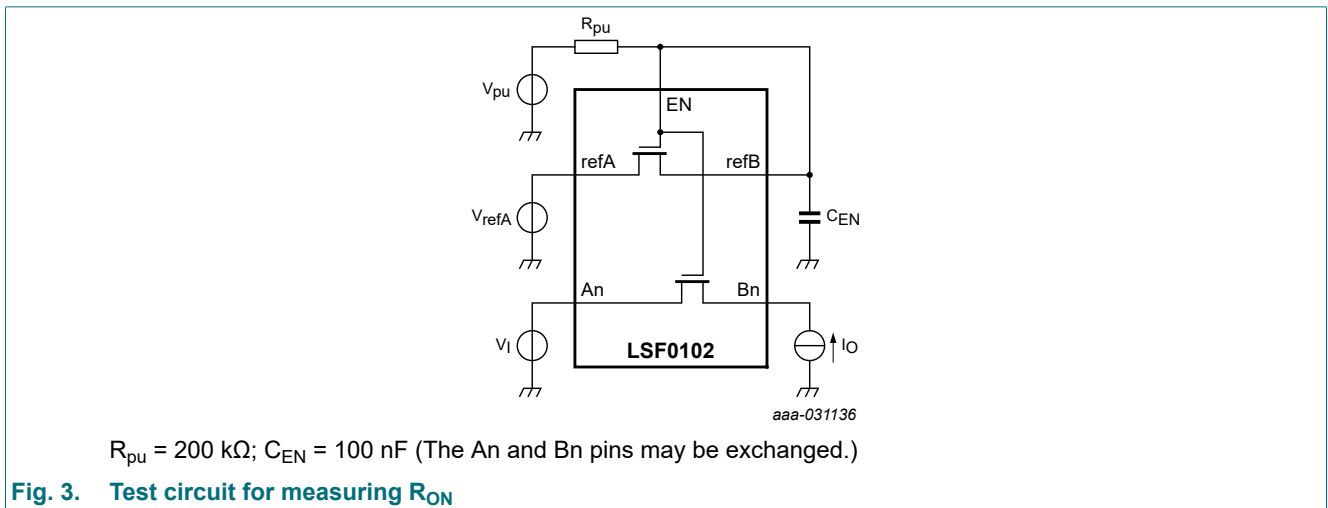 Rpu
Vpu
EN
refA
refB
VrefA
CEN
An
Bn
VI
LSF0102
IO
aaa-031136
Rpu = 200 kΩ; CEN = 100 nF (The An and Bn pins may be exchanged.)
Fig. 3. Test circuit for measuring RON